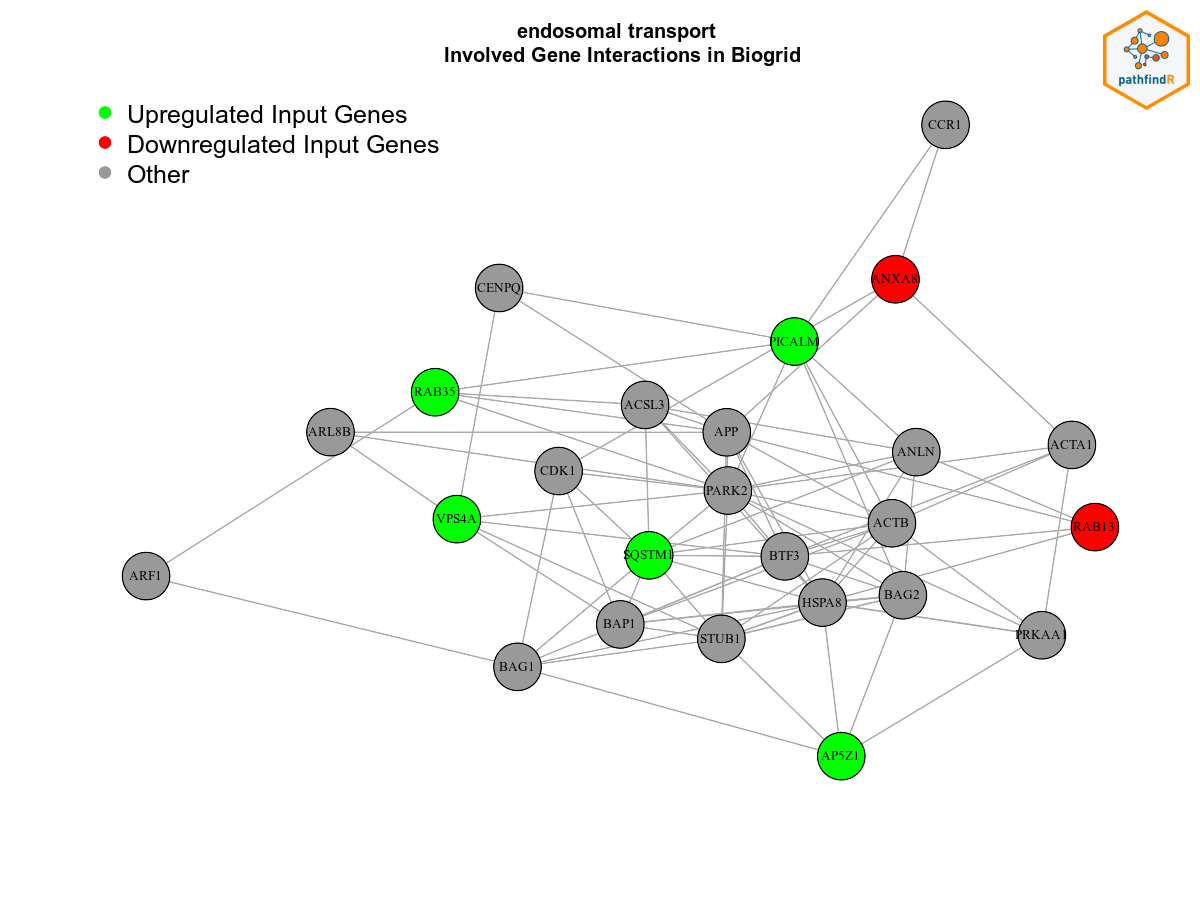 endosomal transport
Involved Gene Interactions in Biogrid
pathfindR
Upregulated Input Genes
Downregulated Input Genes
Other
CCR1
ANXA8
CENPQ
PICALM
RAB35
ACSL3
ARL8B
APP
ANLN
ACTA1
CDK1
PARK2
VPS4A
ACTB
RAB13
SQSTM1
BTF3
ARF1
HSPA8
BAG2
BAP1
STUB1
PRKAA1
BAG1
AP5Z1